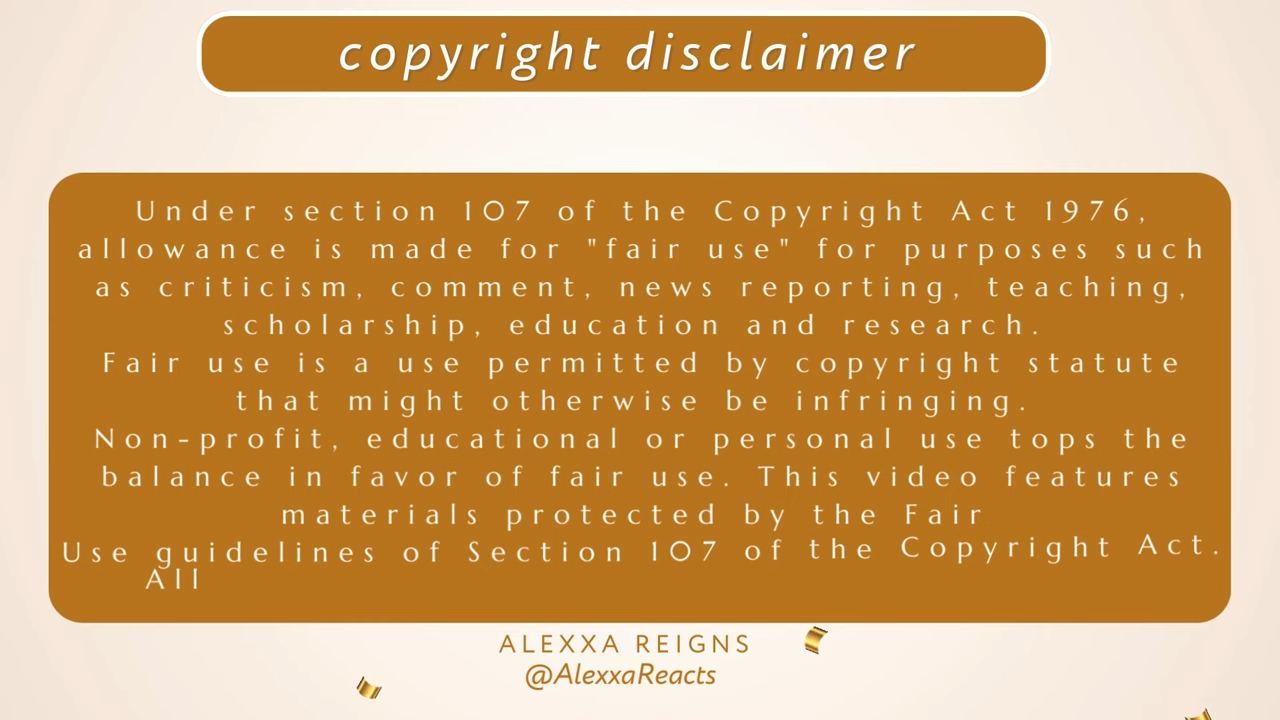 copyright disclaimer
Under section 107 of the Copyright Act 1976,
allowance is made for "fair use" for purposes such
as criticism, comment, news reporting, teaching,
scholarship, education and research.
Fair use is a use permitted by copyright statute
that might otherwise be infringing.
Non-profit, educational or personal use tops the
balance in favor of fair use. This video features
materials protected by the Fair
Use guidelines of Section 107 of the Copyright Act.
All
ALEXXA REIGNS
@AlexxaReacts